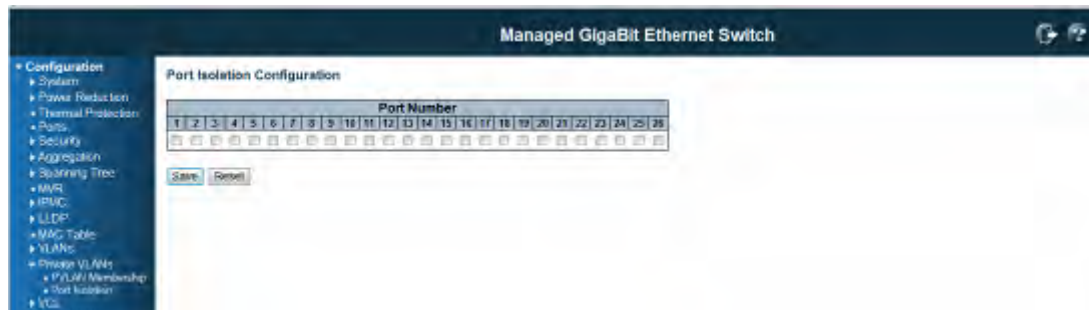 Managed GigaBit Ethernet Switch
Configuration
System
Power Reduction
Thermal Protection
Ports
Security
Aggregation
Spanning Tree
MVR
IPMC
LLDP
MAC Table
VLANs
Private VLANs
PVLAN Membership
Port Isolation
VCL
Port Isolation Configuration
Port Number
1 2 3 4 5 6 7 8 9 10 11 12 13 14 15 16 17 18 19 20 21 22 23 24 25 26
Save Reset